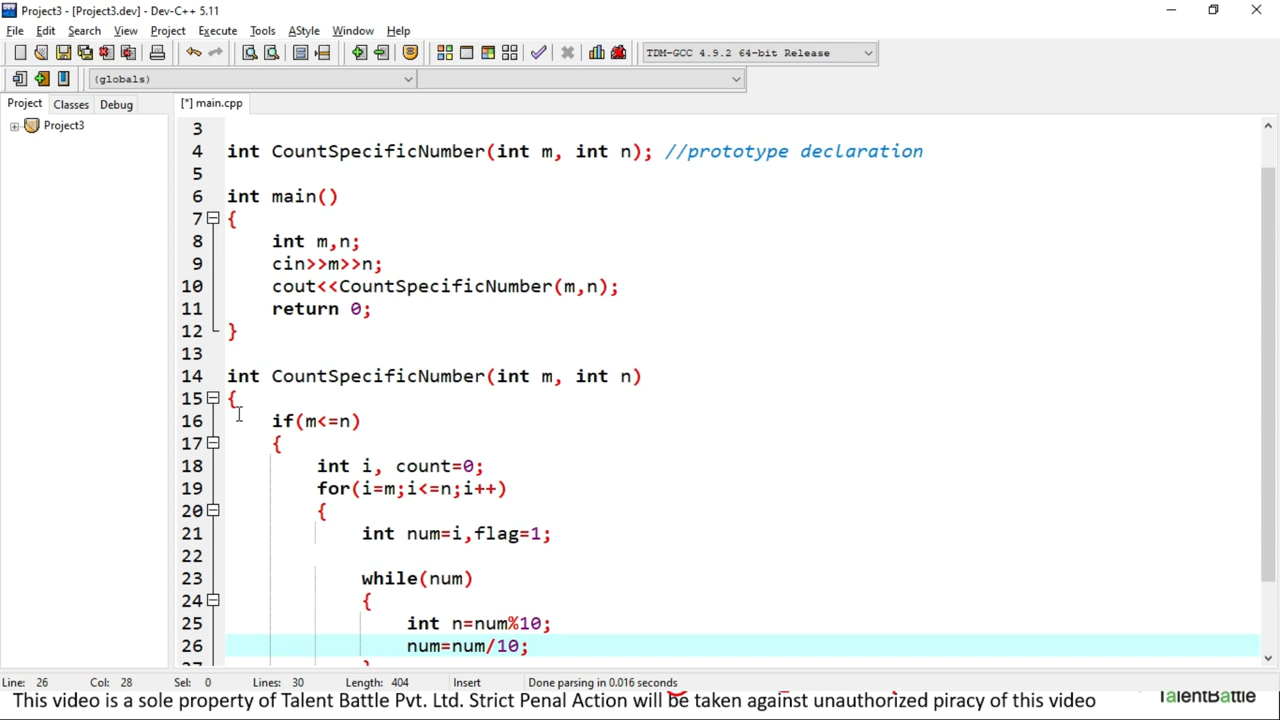 Project3 - [Project3.dev] - Dev-C++ 5.11
File Edit Search View Project Execute Tools AStyle Window Help
TDM-GCC 4.9.2 64-bit Release
(globals)
Project Classes Debug [*] main.cpp
Project3
3
4 int CountSpecificNumber(int m, int n); //prototype declaration
5
6 int main()
7 {
8 int m,n;
9 cin>>m>>n;
10 cout<<CountSpecificNumber(m,n);
11 return 0;
12 }
13
14 int CountSpecificNumber(int m, int n)
15 {
16 if(m<=n)
17 {
18 int i, count=0;
19 for(i=m;i<=n;i++)
20 {
21 int num=i,flag=1;
22
23 while(num)
24 {
25 int n=num%10;
26 num=num/10;
Line: 26 Col: 28 Sel: 0 Lines: 30 Length: 404 Insert Done parsing in 0.016 seconds
This video is a sole property of Talent Battle Pvt. Ltd. Strict Penal Action will be taken against unauthorized piracy of this video
TalentBattle